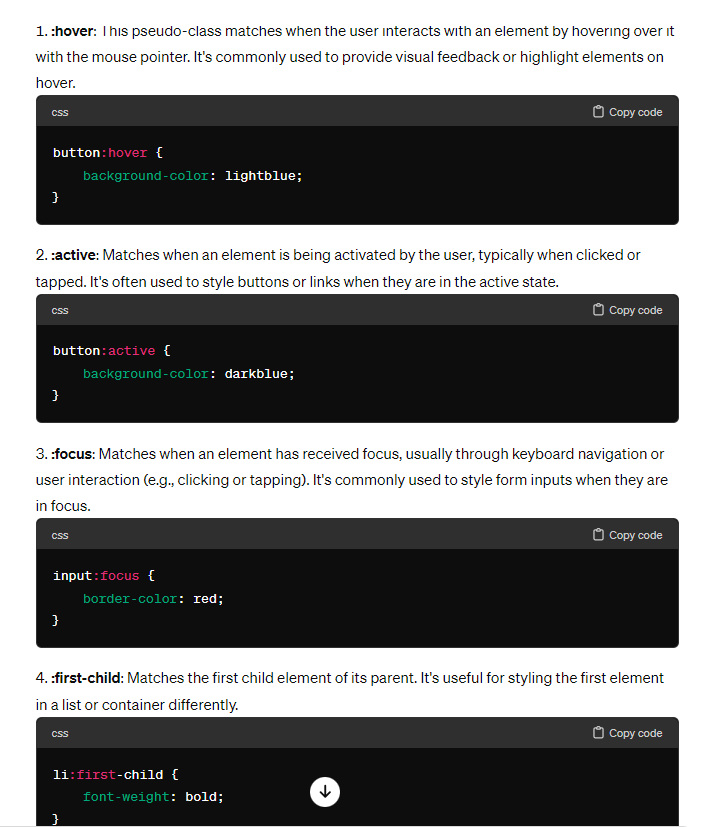 1. :hover: This pseudo-class matches when the user interacts with an element by hovering over it
with the mouse pointer. It's commonly used to provide visual feedback or highlight elements on
hover.
css
Copy code
button:hover {
    background-color: lightblue;
}
2. :active: Matches when an element is being activated by the user, typically when clicked or
tapped. It's often used to style buttons or links when they are in the active state.
css
Copy code
button:active {
    background-color: darkblue;
}
3. :focus: Matches when an element has received focus, usually through keyboard navigation or
user interaction (e.g., clicking or tapping). It's commonly used to style form inputs when they are
in focus.
css
Copy code
input:focus {
    border-color: red;
}
4. :first-child: Matches the first child element of its parent. It's useful for styling the first element
in a list or container differently.
css
Copy code
li:first-child {
    font-weight: bold;
}